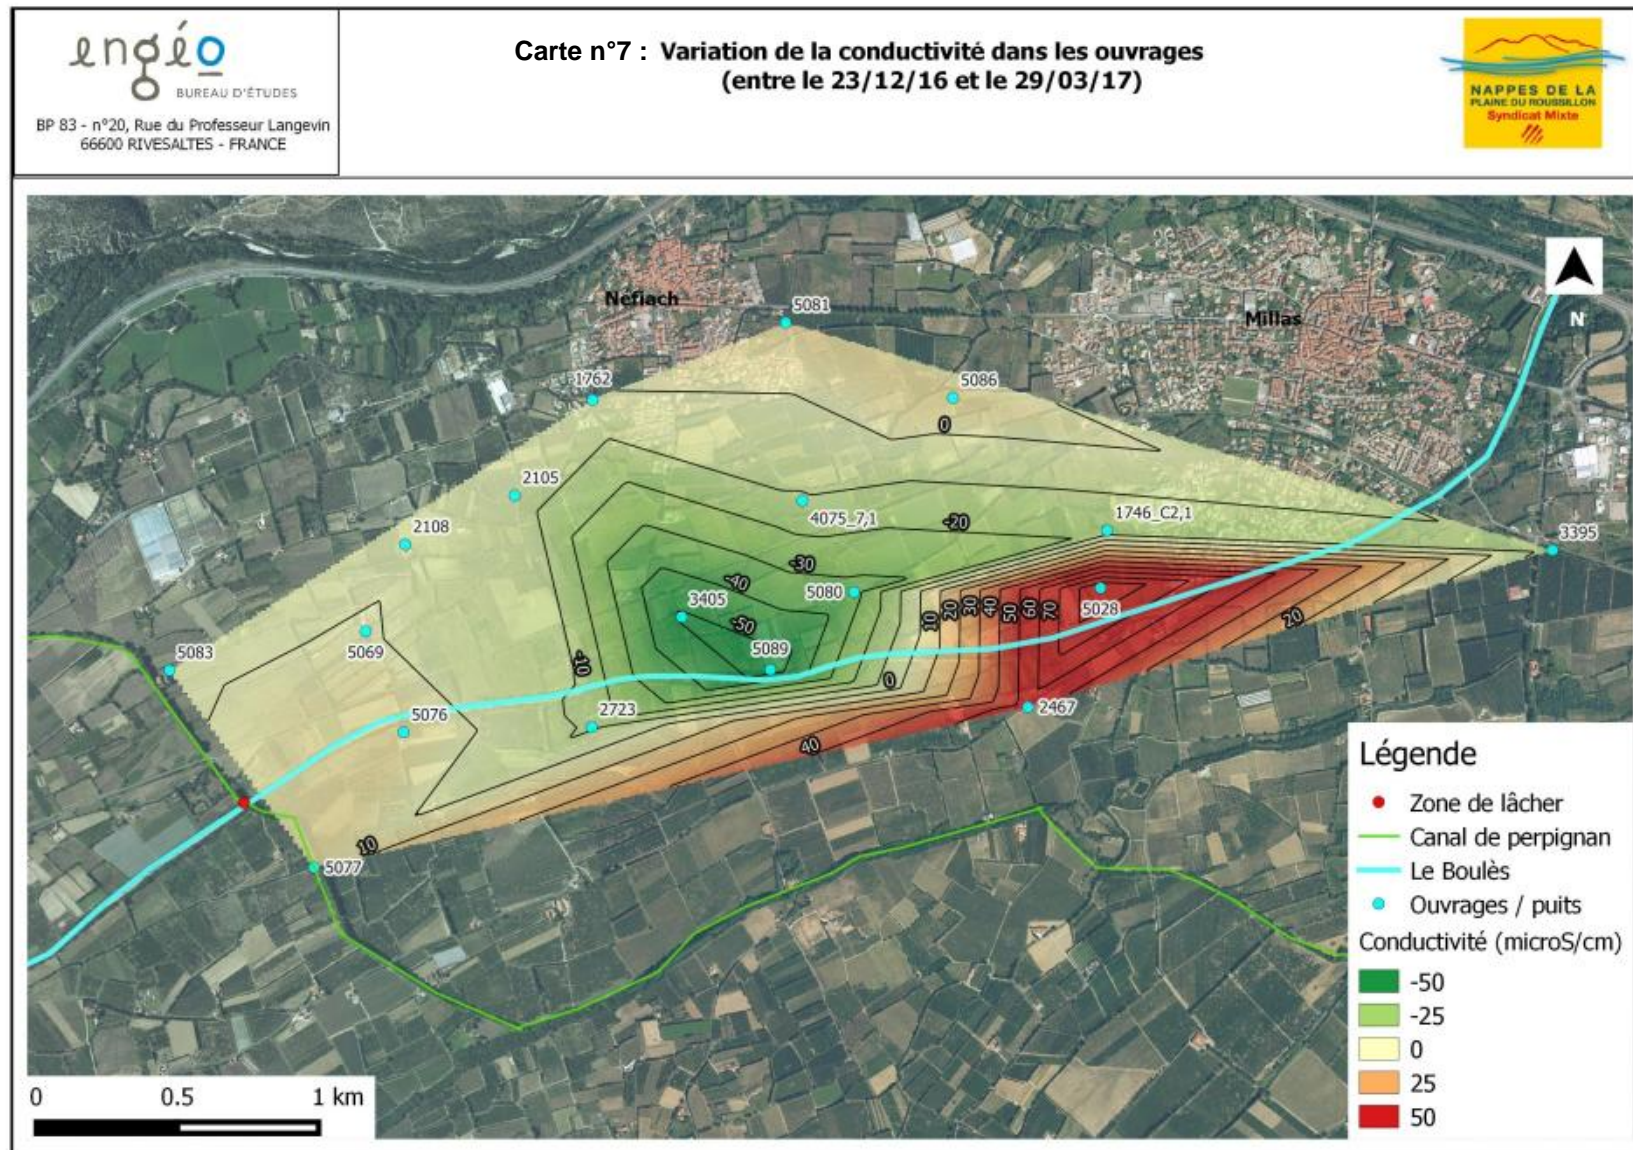 engéo
BUREAU D'ÉTUDES
BP 83 - n°20, Rue du Professeur Langevin
66600 RIVESALTES - FRANCE
Carte n°7 : Variation de la conductivité dans les ouvrages
(entre le 23/12/16 et le 29/03/17)
NAPPES DE LA
PLAINE DU ROUSSILLON
Syndicat Mixte
Nefiach
5081
Millas
N
1762
5086
0
2105
4075_7,1
-20
1746_C2,1
2108
3395
-30
-40
5080
3405
-50
10
20
30
40
50
60
70
5028
20
5083
5069
-10
5089
0
5076
2723
2467
40
10
5077
Légende
Zone de lâcher
Canal de perpignan
Le Boulès
Ouvrages / puits
Conductivité (microS/cm)
-50
-25
0
25
50
0 0.5 1 km